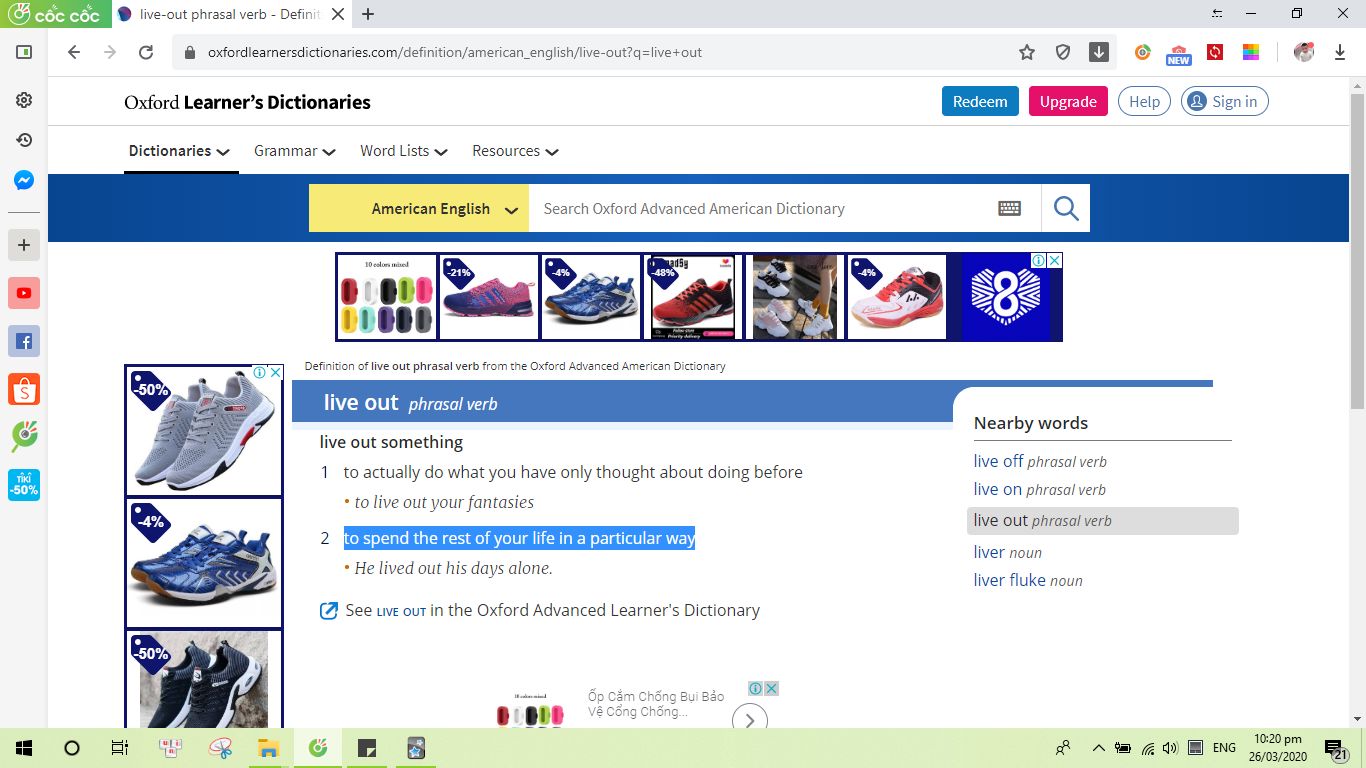 cốc cốc
live-out phrasal verb - Definit
oxfordlearnersdictionaries.com/definition/american_english/live-out?q=live+out
NEW
Oxford Learner's Dictionaries
Redeem
Upgrade
Help
Sign in
Dictionaries
Grammar
Word Lists
Resources
American English
Search Oxford Advanced American Dictionary
10 colors mixed
-21%
-4%
-48%
-4%
8
Definition of live out phrasal verb from the Oxford Advanced American Dictionary
-50%
-4%
-50%
live out phrasal verb
live out something
1 to actually do what you have only thought about doing before
• to live out your fantasies
2 to spend the rest of your life in a particular way
• He lived out his days alone.
See LIVE OUT in the Oxford Advanced Learner's Dictionary
Nearby words
live off phrasal verb
live on phrasal verb
live out phrasal verb
liver noun
liver fluke noun
TIKI
-50%
10 colors mixed
Ốp Cắm Chống Bụi Bảo
Vệ Cổng Chống...
ENG
10:20 pm
26/03/2020
21